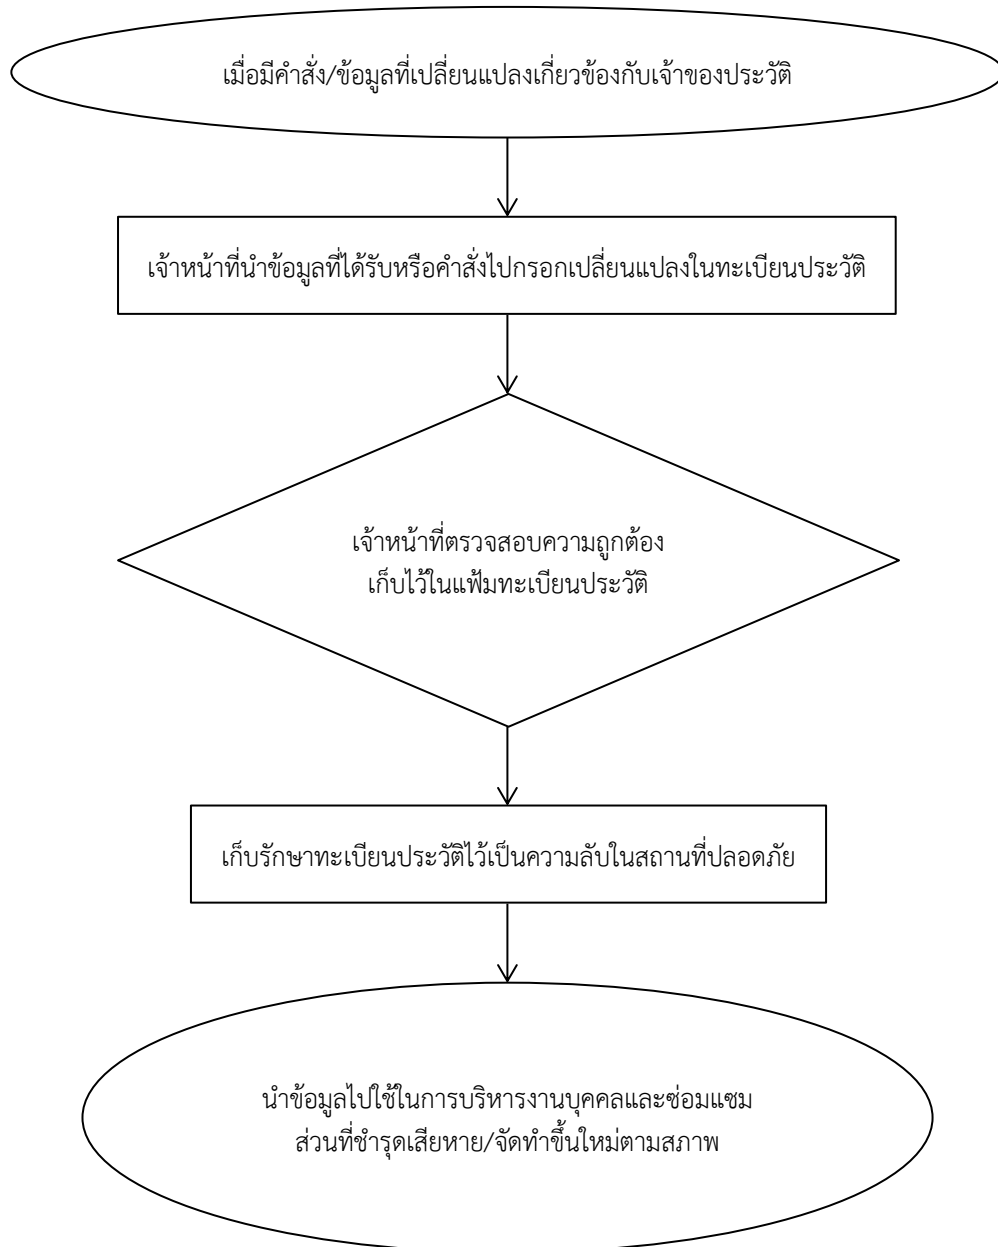 เมื่อมีคำสั่ง/ข้อมูลที่เปลี่ยนแปลงเกี่ยวข้องกับเจ้าของประวัติ
เจ้าหน้าที่นำข้อมูลที่ได้รับหรือคำสั่งไปกรอกเปลี่ยนแปลงในทะเบียนประวัติ
เจ้าหน้าที่ตรวจสอบความถูกต้อง
เก็บไว้ในแฟ้มทะเบียนประวัติ
เก็บรักษาทะเบียนประวัติไว้เป็นความลับในสถานที่ปลอดภัย
นำข้อมูลไปใช้ในการบริหารงานบุคคลและซ่อมแซม
ส่วนที่ชำรุดเสียหาย/จัดทำขึ้นใหม่ตามสภาพ